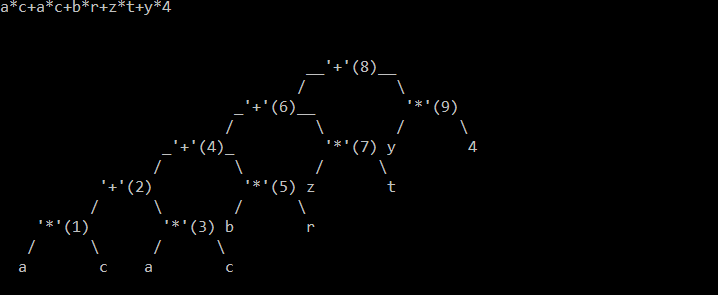 a*c+a*c+b*r+z*t+y*4
__'+'(8)__
/ \
_'+'(6)__ '*'(9)
/ \ / \
_'+'(4)_ '*'(7) y 4
/ \ / \
'+'(2) '*'(5) z t
/ \ / \
'*'(1) '*'(3) b r
/ \ / \
a c a c